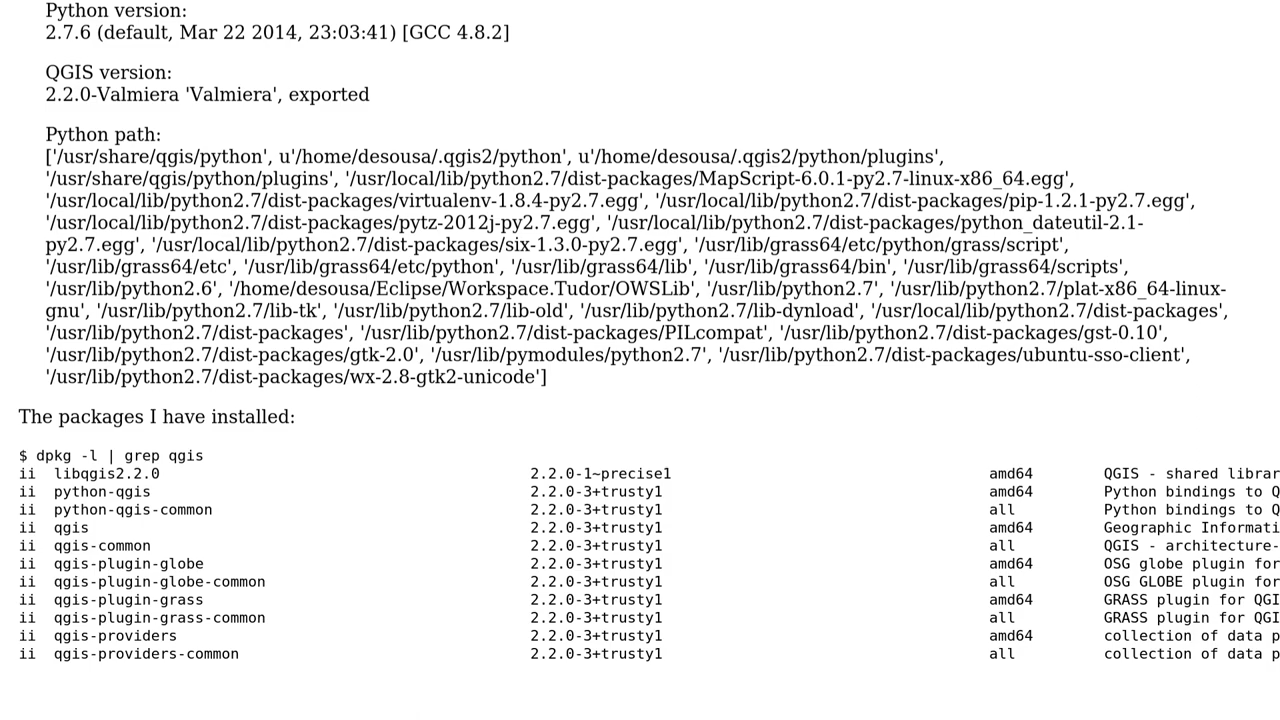 Python version:
2.7.6 (default, Mar 22 2014, 23:03:41) [GCC 4.8.2]
QGIS version:
2.2.0-Valmiera 'Valmiera', exported
Python path:
['/usr/share/qgis/python', u'/home/desousa/.qgis2/python', u'/home/desousa/.qgis2/python/plugins',
'/usr/share/qgis/python/plugins', '/usr/local/lib/python2.7/dist-packages/MapScript-6.0.1-py2.7-linux-x86_64.egg',
'/usr/local/lib/python2.7/dist-packages/virtualenv-1.8.4-py2.7.egg', '/usr/local/lib/python2.7/dist-packages/pip-1.2.1-py2.7.egg',
'/usr/local/lib/python2.7/dist-packages/pytz-2012j-py2.7.egg', '/usr/local/lib/python2.7/dist-packages/python_dateutil-2.1-
py2.7.egg', '/usr/local/lib/python2.7/dist-packages/six-1.3.0-py2.7.egg', '/usr/lib/grass64/etc/python/grass/script',
'/usr/lib/grass64/etc', '/usr/lib/grass64/etc/python', '/usr/lib/grass64/lib', '/usr/lib/grass64/bin', '/usr/lib/grass64/scripts',
'/usr/lib/python2.6', '/home/desousa/Eclipse/Workspace.Tudor/OWSLib', '/usr/lib/python2.7', '/usr/lib/python2.7/plat-x86_64-linux-
gnu', '/usr/lib/python2.7/lib-tk', '/usr/lib/python2.7/lib-old', '/usr/lib/python2.7/lib-dynload', '/usr/local/lib/python2.7/dist-packages',
'/usr/lib/python2.7/dist-packages', '/usr/lib/python2.7/dist-packages/PILcompat', '/usr/lib/python2.7/dist-packages/gst-0.10',
'/usr/lib/python2.7/dist-packages/gtk-2.0', '/usr/lib/pymodules/python2.7', '/usr/lib/python2.7/dist-packages/ubuntu-sso-client',
'/usr/lib/python2.7/dist-packages/wx-2.8-gtk2-unicode']
The packages I have installed:
$ dpkg -l | grep qgis
ii libqgis2.2.0 2.2.0-1~precise1 amd64 QGIS - shared librar
ii python-qgis 2.2.0-3+trusty1 amd64 Python bindings to Q
ii python-qgis-common 2.2.0-3+trusty1 all Python bindings to Q
ii qgis 2.2.0-3+trusty1 amd64 Geographic Informati
ii qgis-common 2.2.0-3+trusty1 all QGIS - architecture-
ii qgis-plugin-globe 2.2.0-3+trusty1 amd64 OSG globe plugin for
ii qgis-plugin-globe-common 2.2.0-3+trusty1 all OSG GLOBE plugin for
ii qgis-plugin-grass 2.2.0-3+trusty1 amd64 GRASS plugin for QGI
ii qgis-plugin-grass-common 2.2.0-3+trusty1 all GRASS plugin for QGI
ii qgis-providers 2.2.0-3+trusty1 amd64 collection of data p
ii qgis-providers-common 2.2.0-3+trusty1 all collection of data p